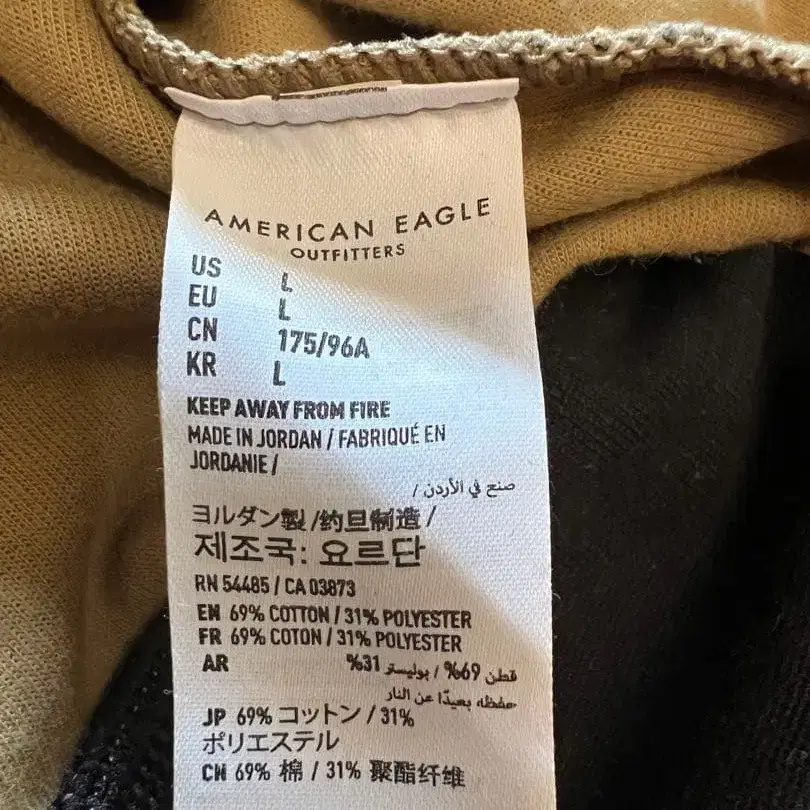 AMERICAN EAGLE
OUTFITTERS
US L
EU L
CN 175/96A
KR L
KEEP AWAY FROM FIRE
MADE IN JORDAN / FABRIQUÉ EN
JORDANIE /
صنع في الأردن /
ヨルダン製 /约旦制造 /
제조국: 요르단
RN 54485 / CA 03873
EN 69% COTTON / 31% POLYESTER
FR 69% COTON / 31% POLYESTER
AR قطن 69% / بوليستر 31%
حفظه بعيدًا عن النار
JP 69% コットン / 31%
ポリエステル
CN 69% 棉 / 31% 聚酯纤维